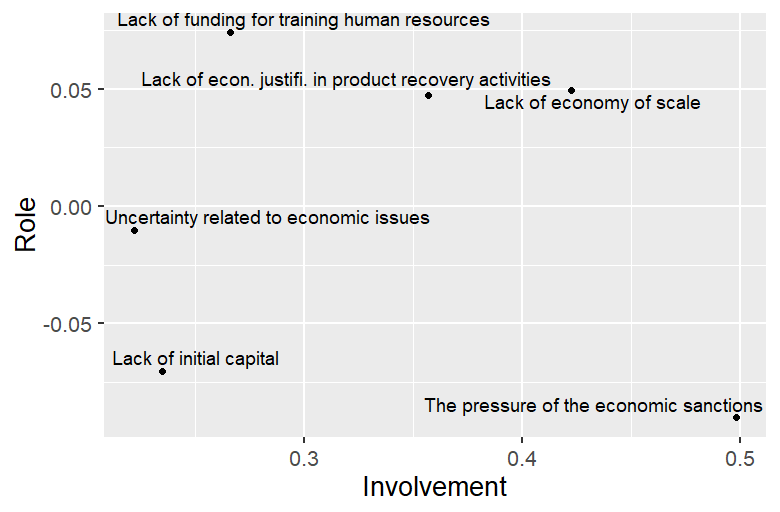 Lack of funding for training human resources
Lack of econ. justifi. in product recovery activities
0.05
Lack of economy of scale
Role
0.00
Uncertainty related to economic issues
-0.05
Lack of initial capital
The pressure of the economic sanctions
0.3
0.4
0.5
Involvement